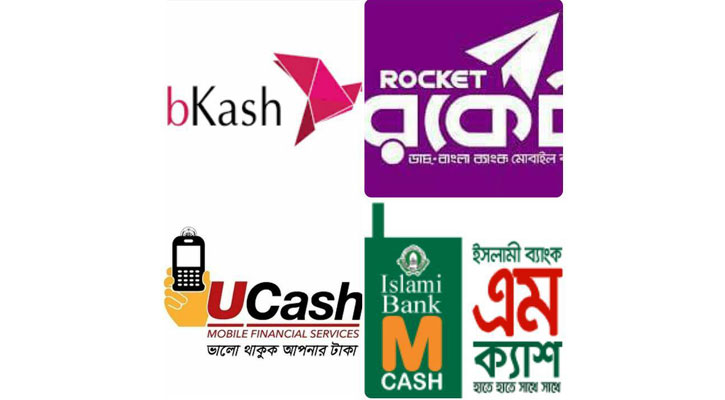 bKash
ROCKET
রকেট
ডাচ্-বাংলা ব্যাংক মোবাইল
UCash
MOBILE FINANCIAL SERVICES
ভালো থাকুক আপনার টাকা
Islami
Bank
M
CASH
ইসলামী ব্যাংক
এম
ক্যাশ
হাতে হাতে সাথে সাথে